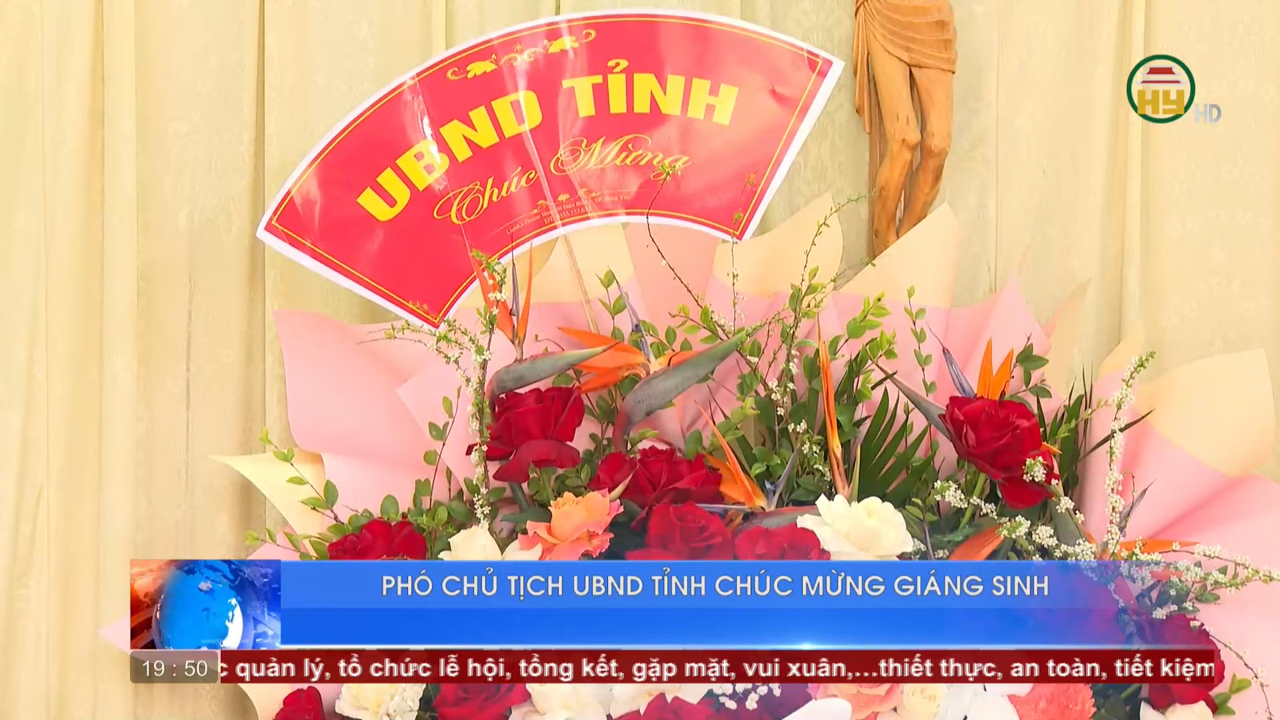 UBND TỈNH
Chúc Mừng
HY HD
PHÓ CHỦ TỊCH UBND TỈNH CHÚC MỪNG GIÁNG SINH
19 : 50 c quản lý, tổ chức lễ hội, tổng kết, gặp mặt, vui xuân,...thiết thực, an toàn, tiết kiệm